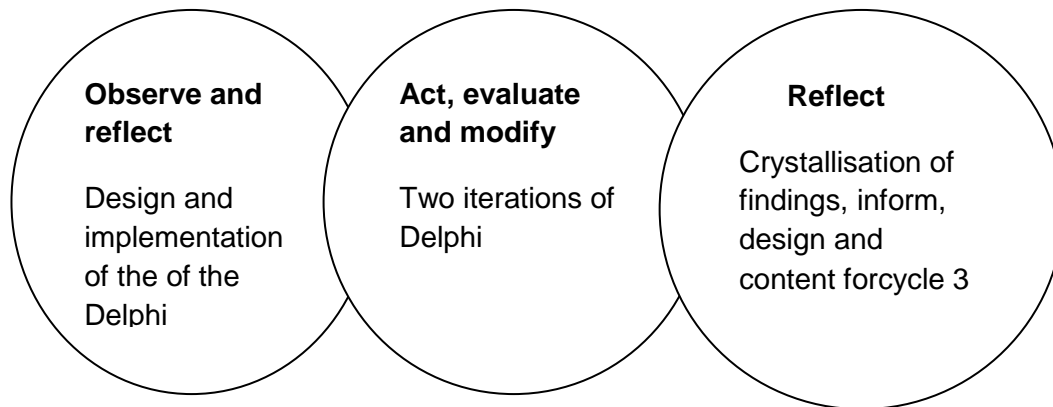 Observe and
reflect
Design and
implementation
of the of the
Delphi
Act, evaluate
and modify
Two iterations of
Delphi
Reflect
Crystallisation of
findings, inform,
design and
content forcycle 3